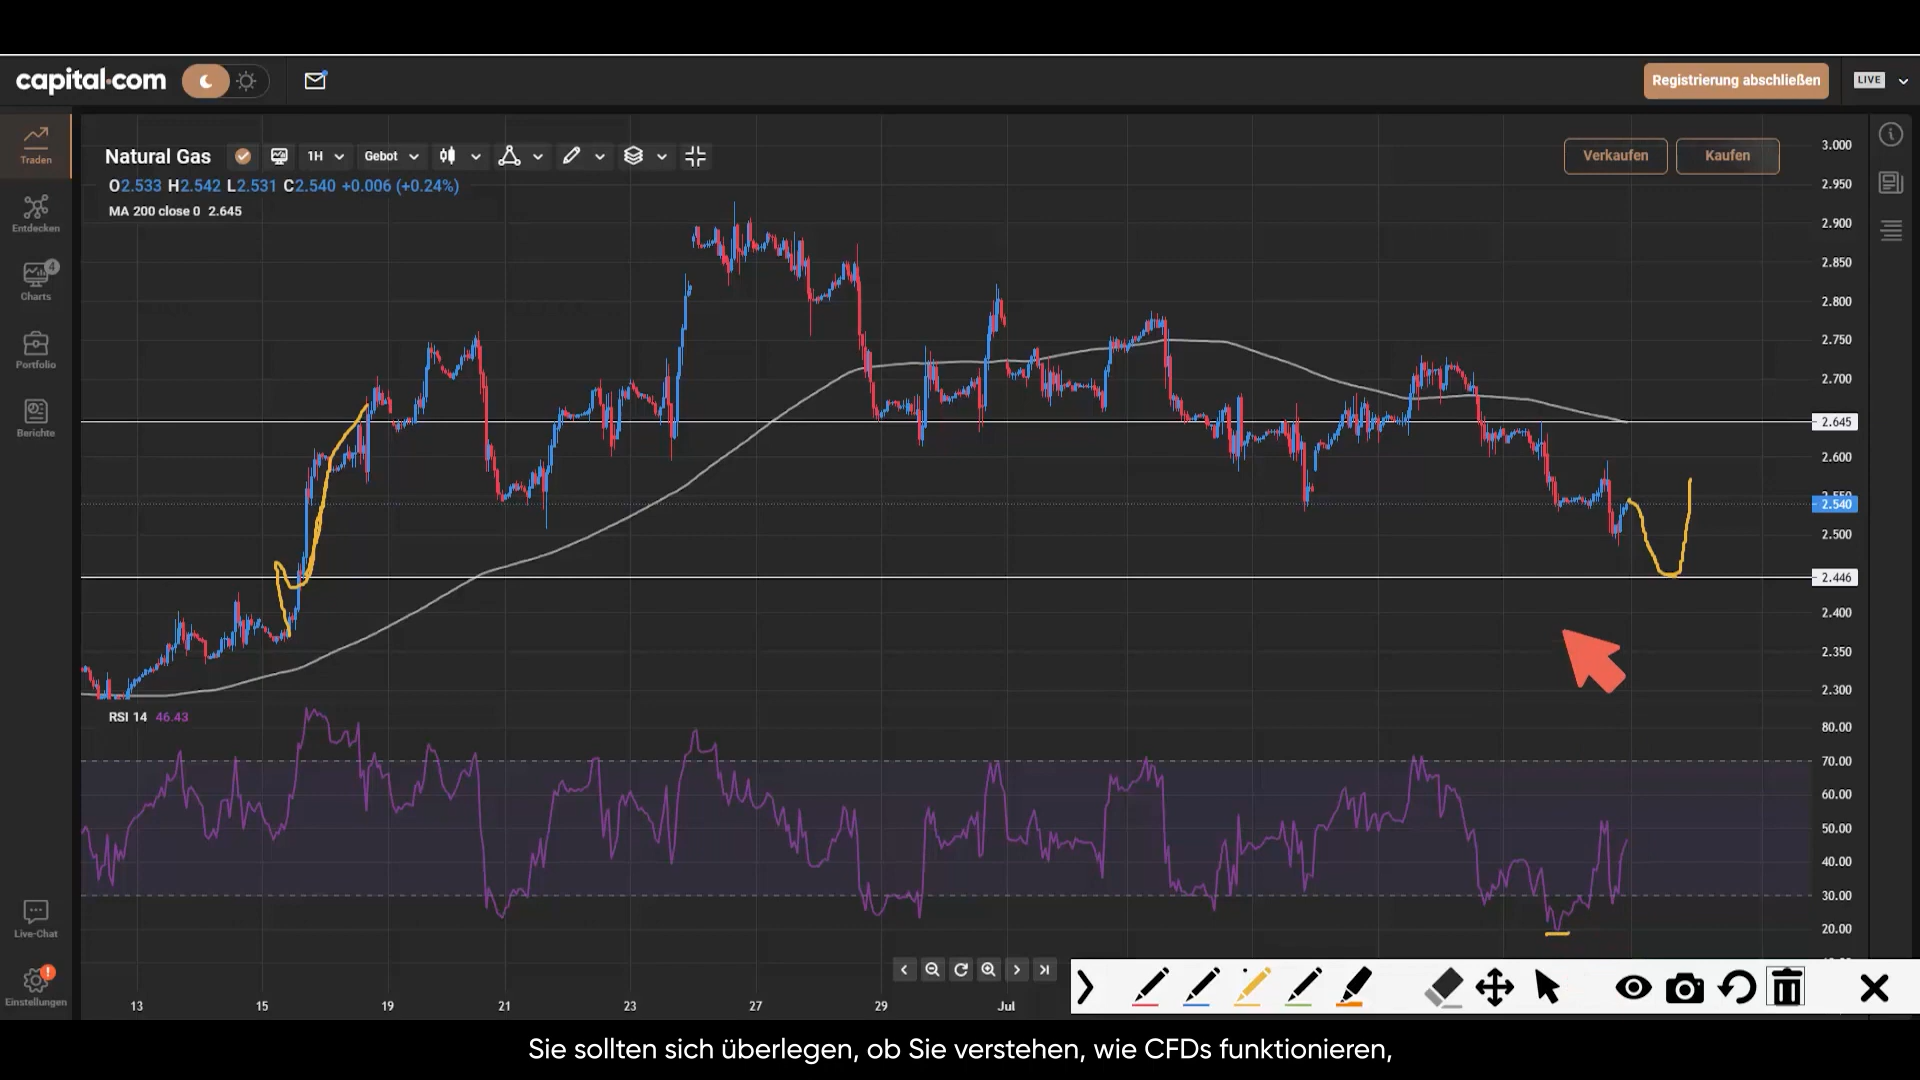 capital.com
Registrierung abschließen
LIVE
Traden
Natural Gas
1H
Gebot
Verkaufen
Kaufen
O2.533 H2.542 L2.531 C2.540 +0.006 (+0.24%)
MA 200 close 0 2.645
Entdecken
4
Charts
Portfolio
Berichte
3.000
2.950
2.900
2.850
2.800
2.750
2.700
2.645
2.600
2.550
2.540
2.500
2.446
2.400
2.350
2.300
RSI 14 46.43
80.00
70.00
60.00
50.00
40.00
30.00
20.00
Live-Chat
Einstellungen
13
15
19
21
23
27
29
Jul
Sie sollten sich überlegen, ob Sie verstehen, wie CFDs funktionieren,